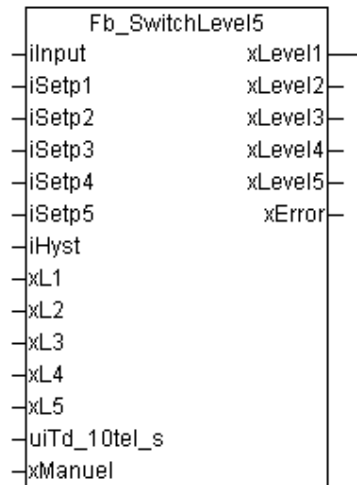 Fb_SwitchLevel5
iInput xLevel1
iSetp1 xLevel2
iSetp2 xLevel3
iSetp3 xLevel4
iSetp4 xLevel5
iSetp5 xError
iHyst
xL1
xL2
xL3
xL4
xL5
uiTd_10tel_s
xManuel